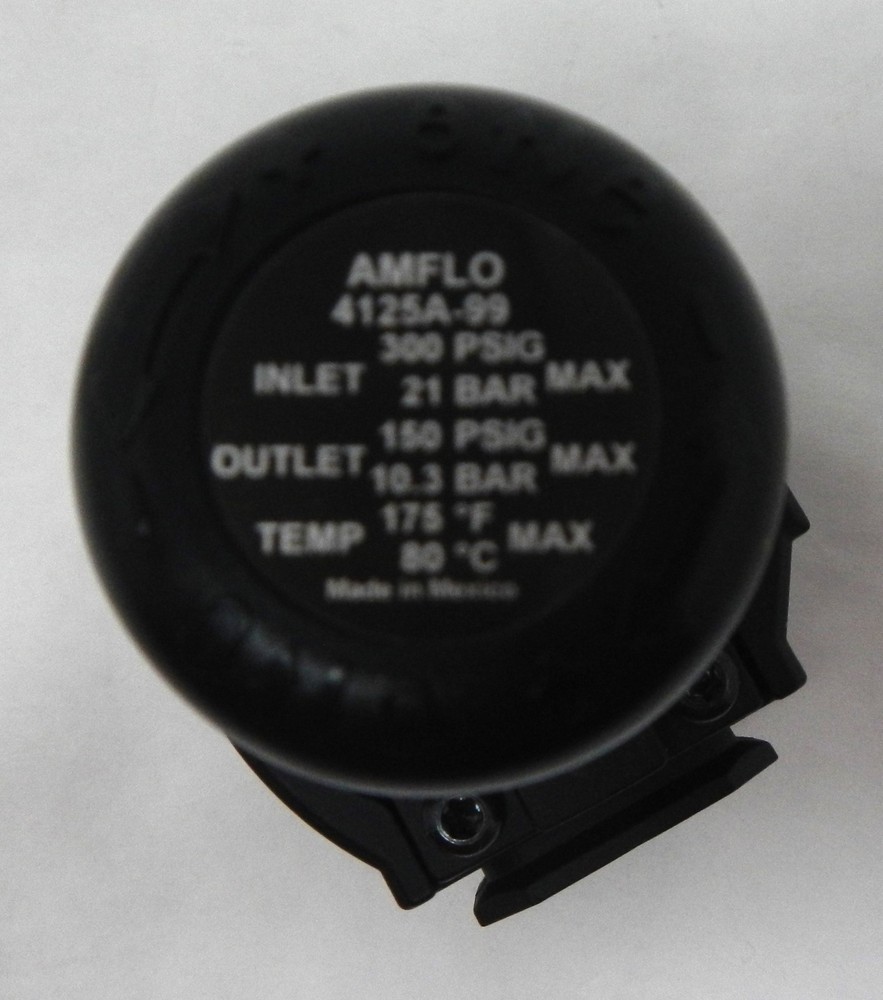 AMFLO
4125A-99
300 PSIG
INLET 21 BAR MAX
150 PSIG
OUTLET 10.3 BAR MAX
175 °F
TEMP 80 °C MAX
Made in Mexico